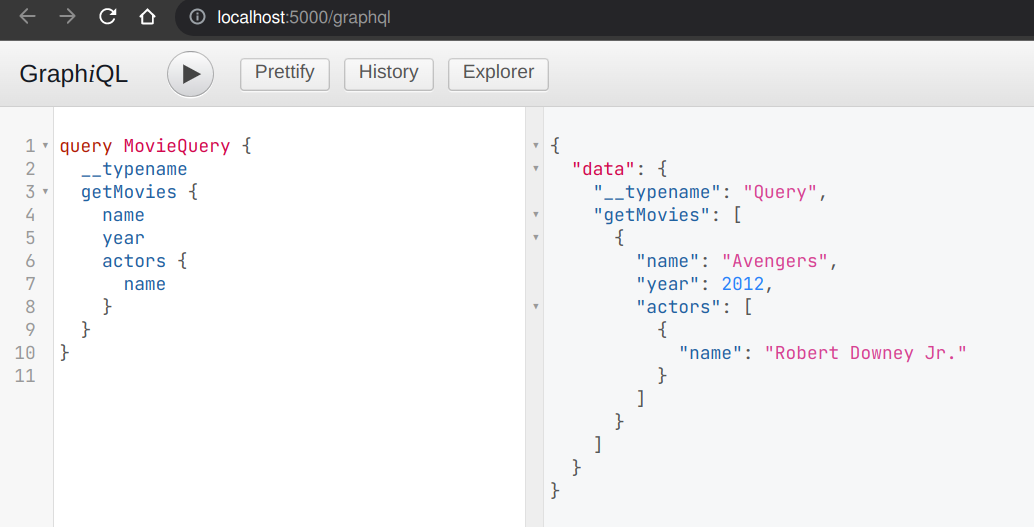 localhost:5000/graphql
GraphiQL Prettify History Explorer
1 query MovieQuery {
2   __typename
3   getMovies {
4     name
5     year
6     actors {
7       name
8     }
9   }
10 }
11
{
  "data": {
    "__typename": "Query",
    "getMovies": [
      {
        "name": "Avengers",
        "year": 2012,
        "actors": [
          {
            "name": "Robert Downey Jr."
          }
        ]
      }
    ]
  }
}